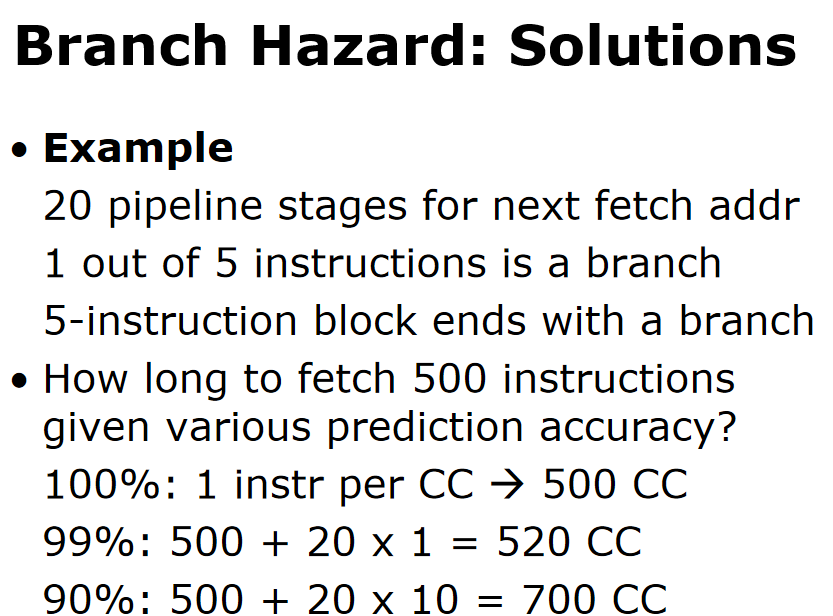 Branch Hazard: Solutions
• Example
20 pipeline stages for next fetch addr
1 out of 5 instructions is a branch
5-instruction block ends with a branch
• How long to fetch 500 instructions
given various prediction accuracy?
100%: 1 instr per CC → 500 CC
99%: 500 + 20 x 1 = 520 CC
90%: 500 + 20 x 10 = 700 CC